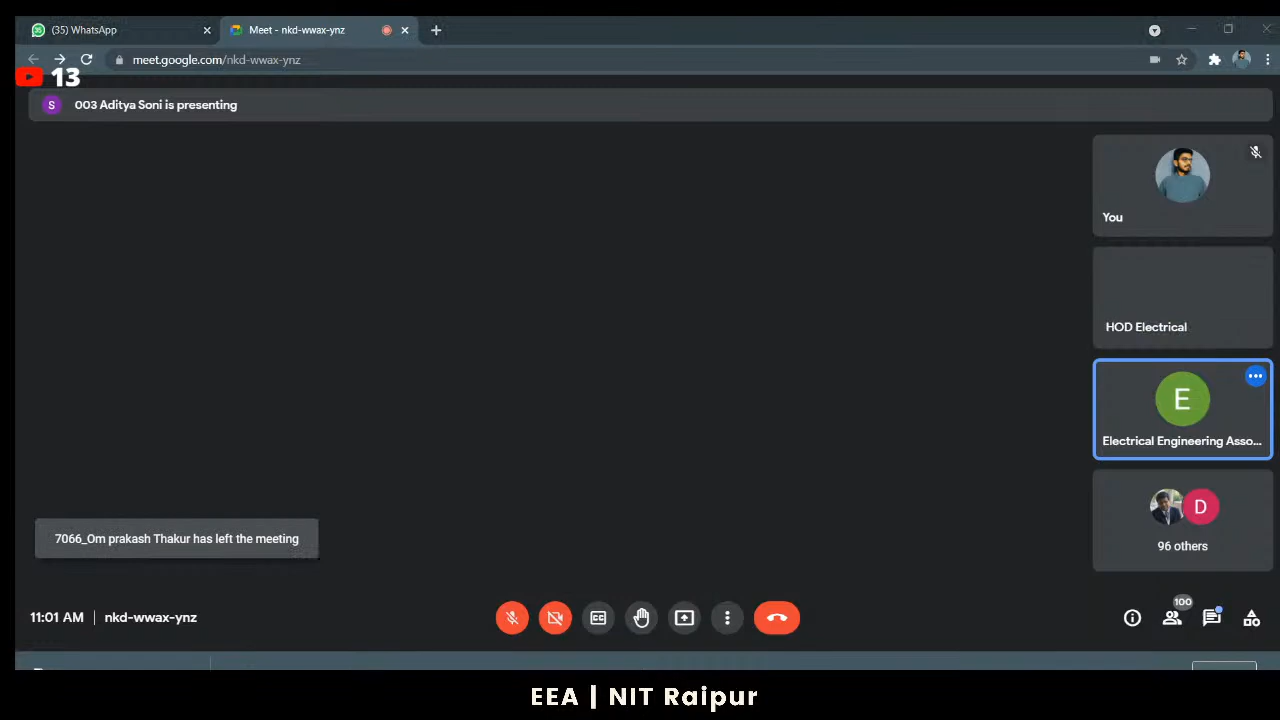 (35) WhatsApp
Meet - nkd-wwax-ynz
meet.google.com/nkd-wwax-ynz
13
S 003 Aditya Soni is presenting
You
HOD Electrical
E
Electrical Engineering Asso...
D
96 others
7066_Om prakash Thakur has left the meeting
11:01 AM | nkd-wwax-ynz
100
EEA | NIT Raipur